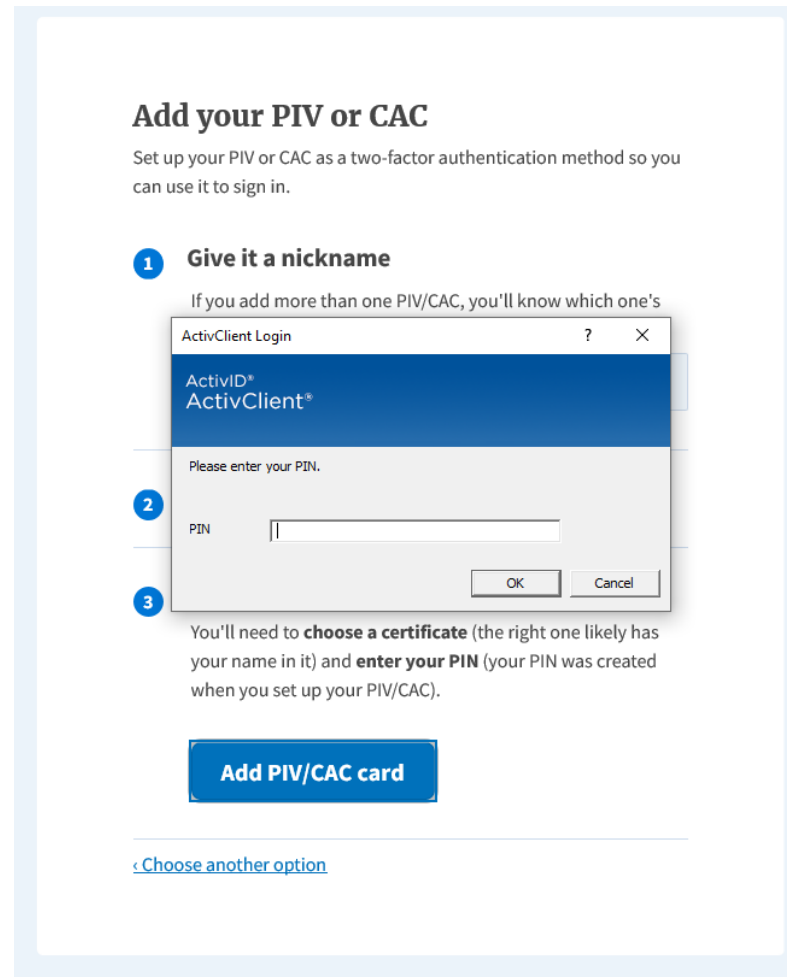 Add your PIV or CAC
Set up your PIV or CAC as a two-factor authentication method so you
can use it to sign in.
1 Give it a nickname
If you add more than one PIV/CAC, you'll know which one's
ActivClient Login ? X
ActivID®
ActivClient®
Please enter your PIN.
2
PIN
OK Cancel
3
You'll need to choose a certificate (the right one likely has
your name in it) and enter your PIN (your PIN was created
when you set up your PIV/CAC).
Add PIV/CAC card
‹ Choose another option